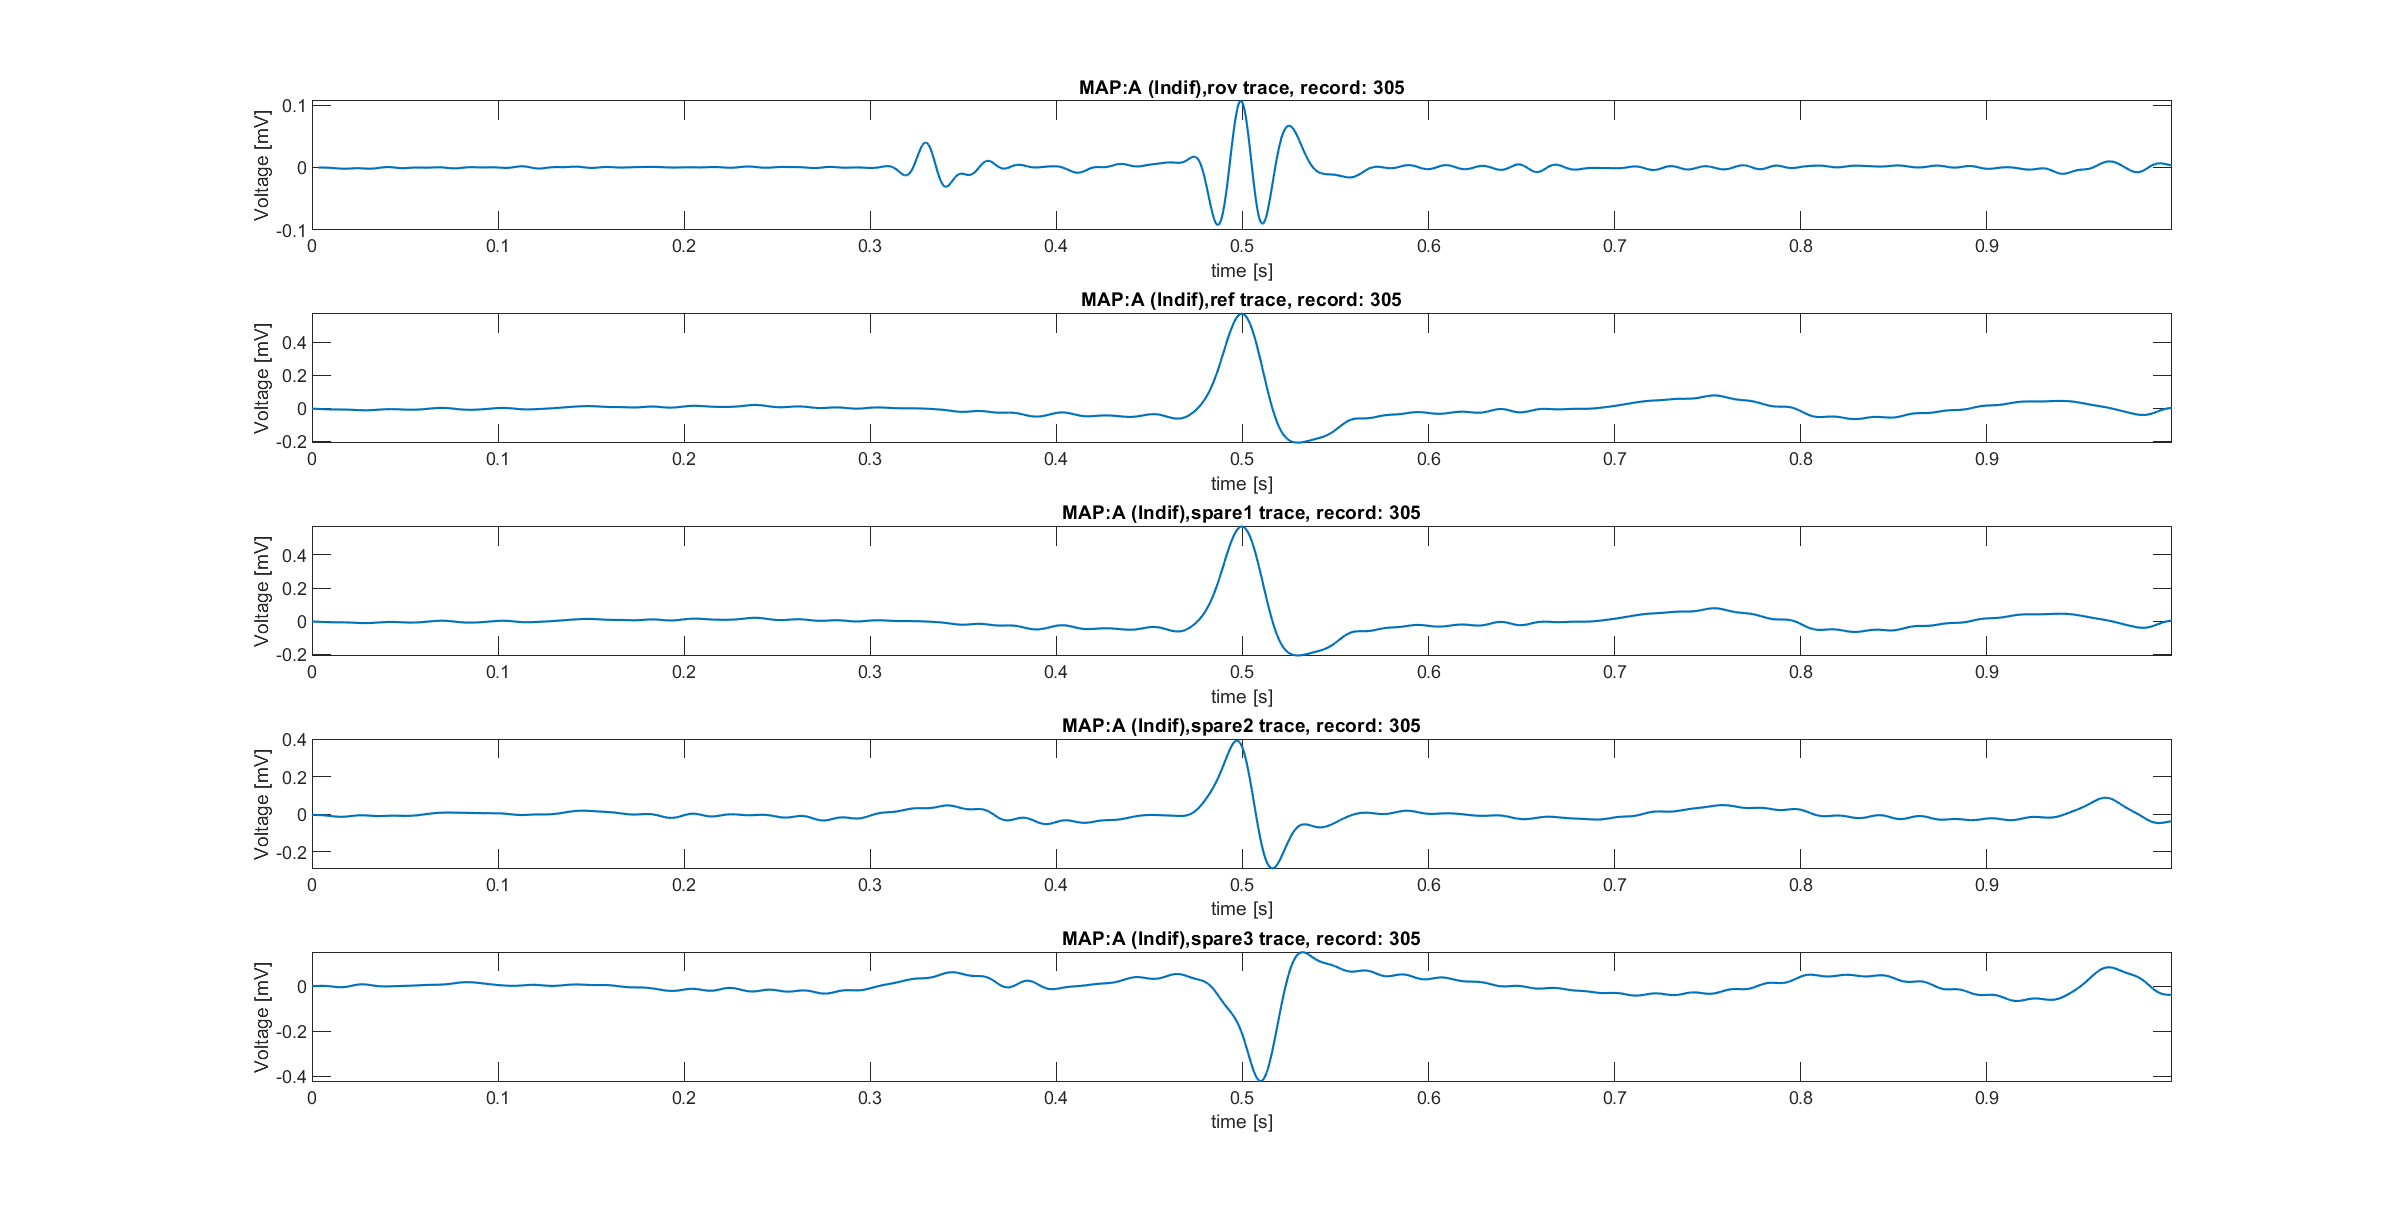 MAP:A (Indif),rov trace, record: 305
Voltage [mV]
0.1
0
-0.1
0 0.1 0.2 0.3 0.4 0.5 0.6 0.7 0.8 0.9
time [s]
MAP:A (Indif),ref trace, record: 305
Voltage [mV]
0.4
0.2
0
-0.2
0 0.1 0.2 0.3 0.4 0.5 0.6 0.7 0.8 0.9
time [s]
MAP:A (Indif),spare1 trace, record: 305
Voltage [mV]
0.4
0.2
0
-0.2
0 0.1 0.2 0.3 0.4 0.5 0.6 0.7 0.8 0.9
time [s]
MAP:A (Indif),spare2 trace, record: 305
Voltage [mV]
0.4
0.2
0
-0.2
0 0.1 0.2 0.3 0.4 0.5 0.6 0.7 0.8 0.9
time [s]
MAP:A (Indif),spare3 trace, record: 305
Voltage [mV]
0
-0.2
-0.4
0 0.1 0.2 0.3 0.4 0.5 0.6 0.7 0.8 0.9
time [s]